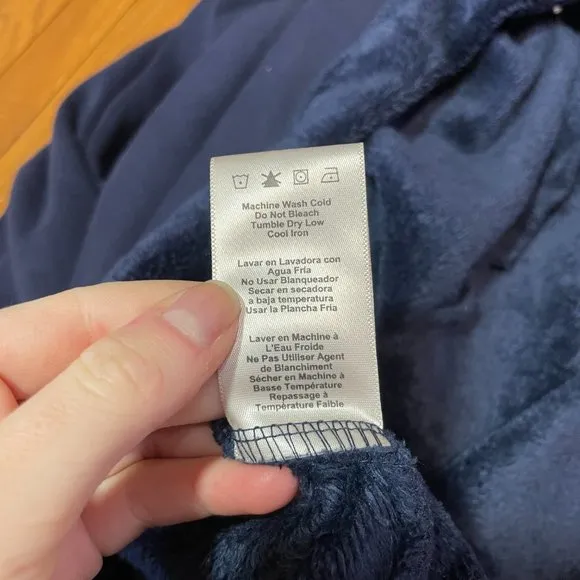 Machine Wash Cold
Do Not Bleach
Tumble Dry Low
Cool Iron
Lavar en Lavadora con
Agua Fría
No Usar Blanqueador
Secar en secadora
a baja temperatura
Usar la Plancha Fría
Laver en Machine à
L'Eau Froide
Ne Pas Utiliser Agent
de Blanchiment
Sécher en Machine à
Basse Température
Repassage à
Température Faible